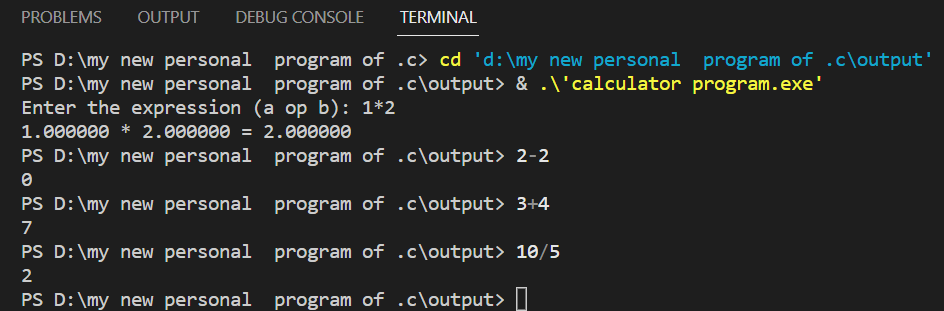 PROBLEMS OUTPUT DEBUG CONSOLE TERMINAL
PS D:\my new personal  program of .c> cd 'd:\my new personal  program of .c\output'
PS D:\my new personal  program of .c\output> & .\'calculator program.exe'
Enter the expression (a op b): 1*2
1.000000 * 2.000000 = 2.000000
PS D:\my new personal  program of .c\output> 2-2
0
PS D:\my new personal  program of .c\output> 3+4
7
PS D:\my new personal  program of .c\output> 10/5
2
PS D:\my new personal  program of .c\output>